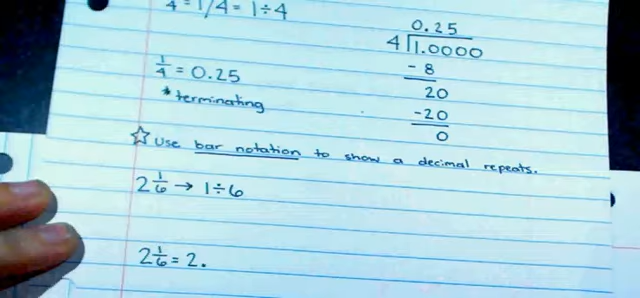 1/4 = 1/4 = 1÷4
0.25
4 1.0000
- 8
1/4 = 0.25
20
* terminating
-20
0
☆ Use bar notation to show a decimal repeats.
2 1/6 → 1÷6
2 1/6 = 2.